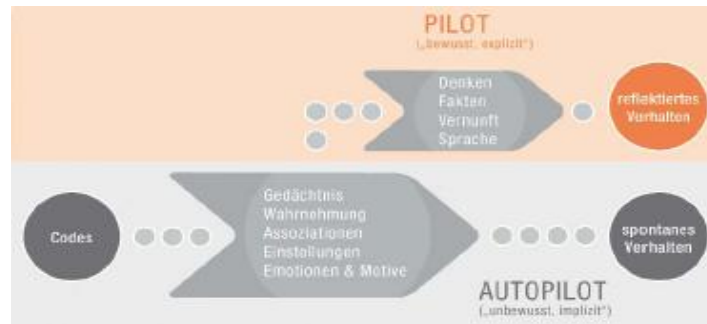 PILOT
(„bewusst, explizit“)
Denken
Fakten
Vernunft
Sprache
reflektiertes
Verhalten
Codes
Gedächtnis
Wahrnehmung
Assoziationen
Einstellungen
Emotionen & Motive
spontanes
Verhalten
AUTOPILOT
(„unbewusst, implizit“)